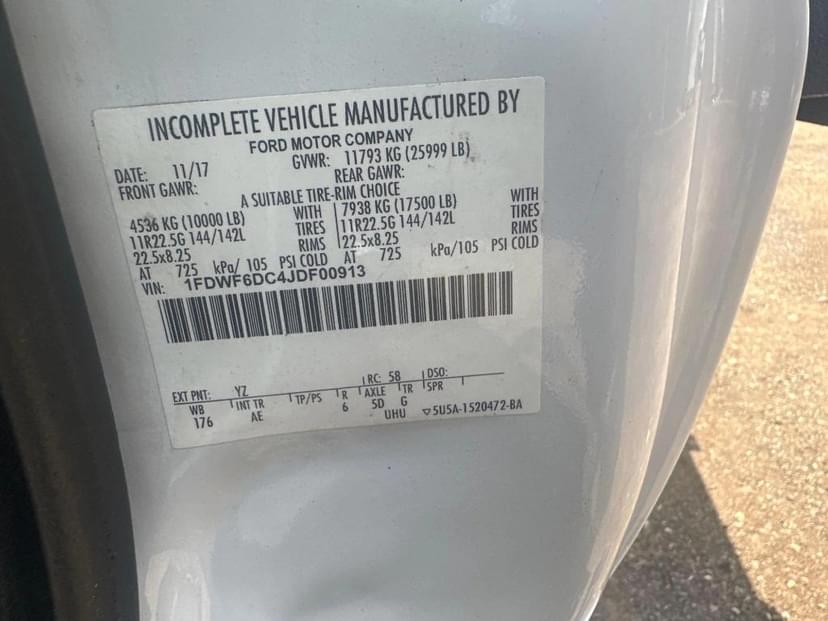 INCOMPLETE VEHICLE MANUFACTURED BY
FORD MOTOR COMPANY
DATE: 11/17 GVWR: 11793 KG (25999 LB)
FRONT GAWR: REAR GAWR:
A SUITABLE TIRE-RIM CHOICE
4536 KG (10000 LB) WITH 7938 KG (17500 LB) WITH
11R22.5G 144/142L TIRES 11R22.5G 144/142L TIRES
22.5x8.25 RIMS 22.5x8.25 RIMS
AT 725 kPa/ 105 PSI COLD AT 725 kPa/105 PSI COLD
VIN: 1FDWF6DC4JDF00913
EXT PNT: YZ RC: 58 DSO:
WB INT TR TP/PS R AXLE TR SPR
176 AE 6 5D G
UHU ▽5U5A-1520472-BA